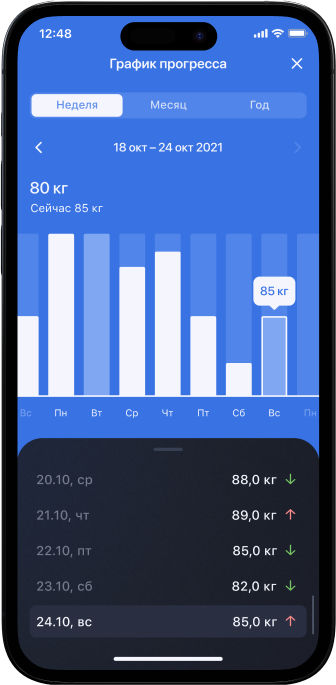 12:48
График прогресса
Неделя Месяц Год
18 окт – 24 окт 2021
80 кг
Сейчас 85 кг
85 кг
Вс Пн Вт Ср Чт Пт Сб Вс Пн
20.10, ср 88,0 кг
21.10, чт 89,0 кг
22.10, пт 85,0 кг
23.10, сб 82,0 кг
24.10, вс 85,0 кг